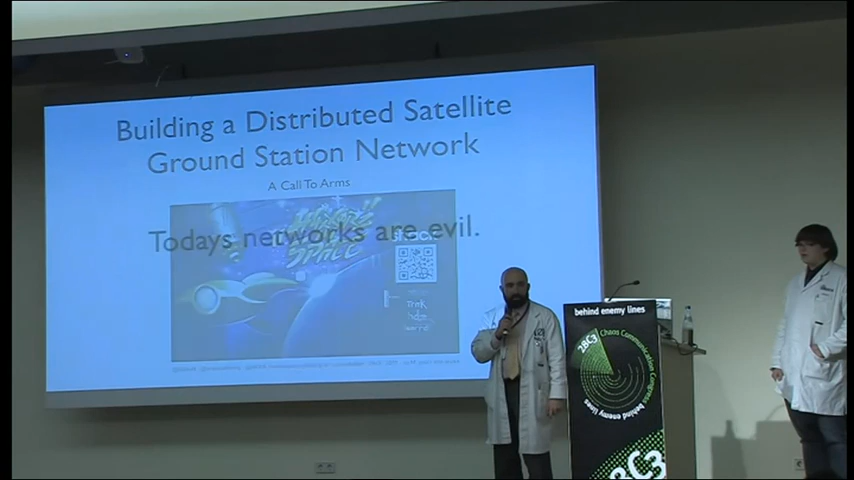 Building a Distributed Satellite
Ground Station Network
A Call To Arms
Todays networks are evil.
SPACE
behind enemy lines
28C3
Chaos Communication Congress
behind enemy lines
28C3